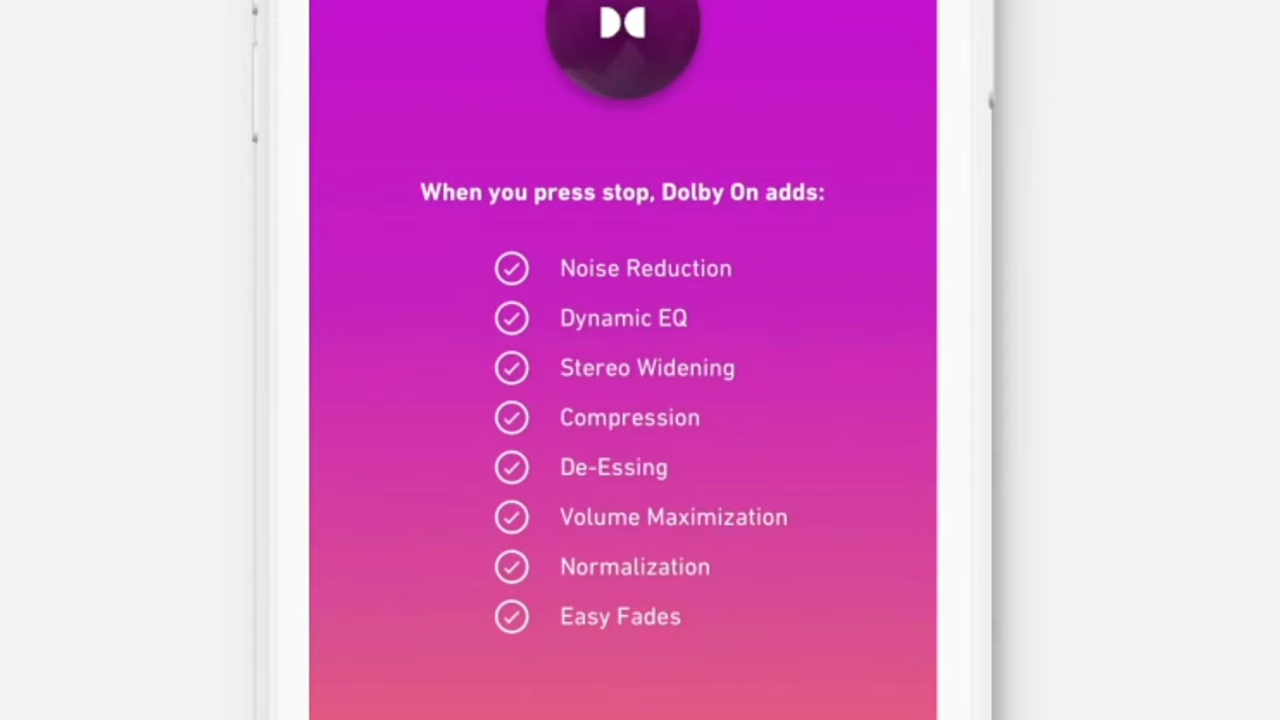 When you press stop, Dolby On adds:
Noise Reduction
Dynamic EQ
Stereo Widening
Compression
De-Essing
Volume Maximization
Normalization
Easy Fades